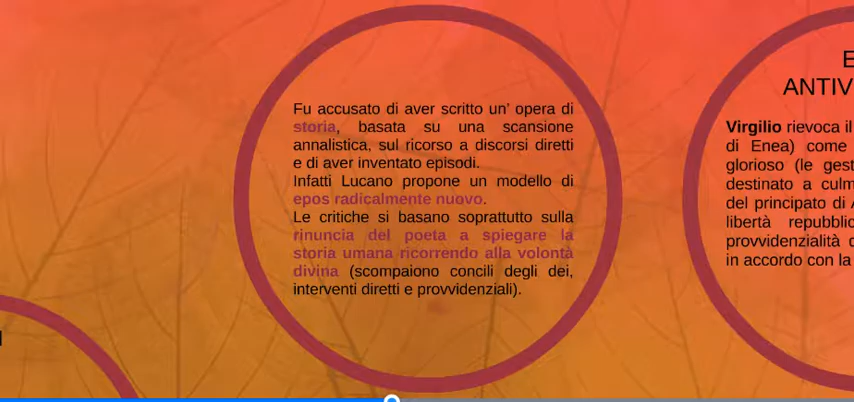 Fu accusato di aver scritto un’ opera di
storia, basata su una scansione
annalistica, sul ricorso a discorsi diretti
e di aver inventato episodi.
Infatti Lucano propone un modello di
epos radicalmente nuovo.
Le critiche si basano soprattutto sulla
rinuncia del poeta a spiegare la
storia umana ricorrendo alla volontà
divina (scompaiono concili degli dei,
interventi diretti e provvidenziali).
E
ANTIV
Virgilio rievoca il
di Enea) come
glorioso (le gest
destinato a culm
del principato di A
libertà repubblic
provvidenzialità d
in accordo con la